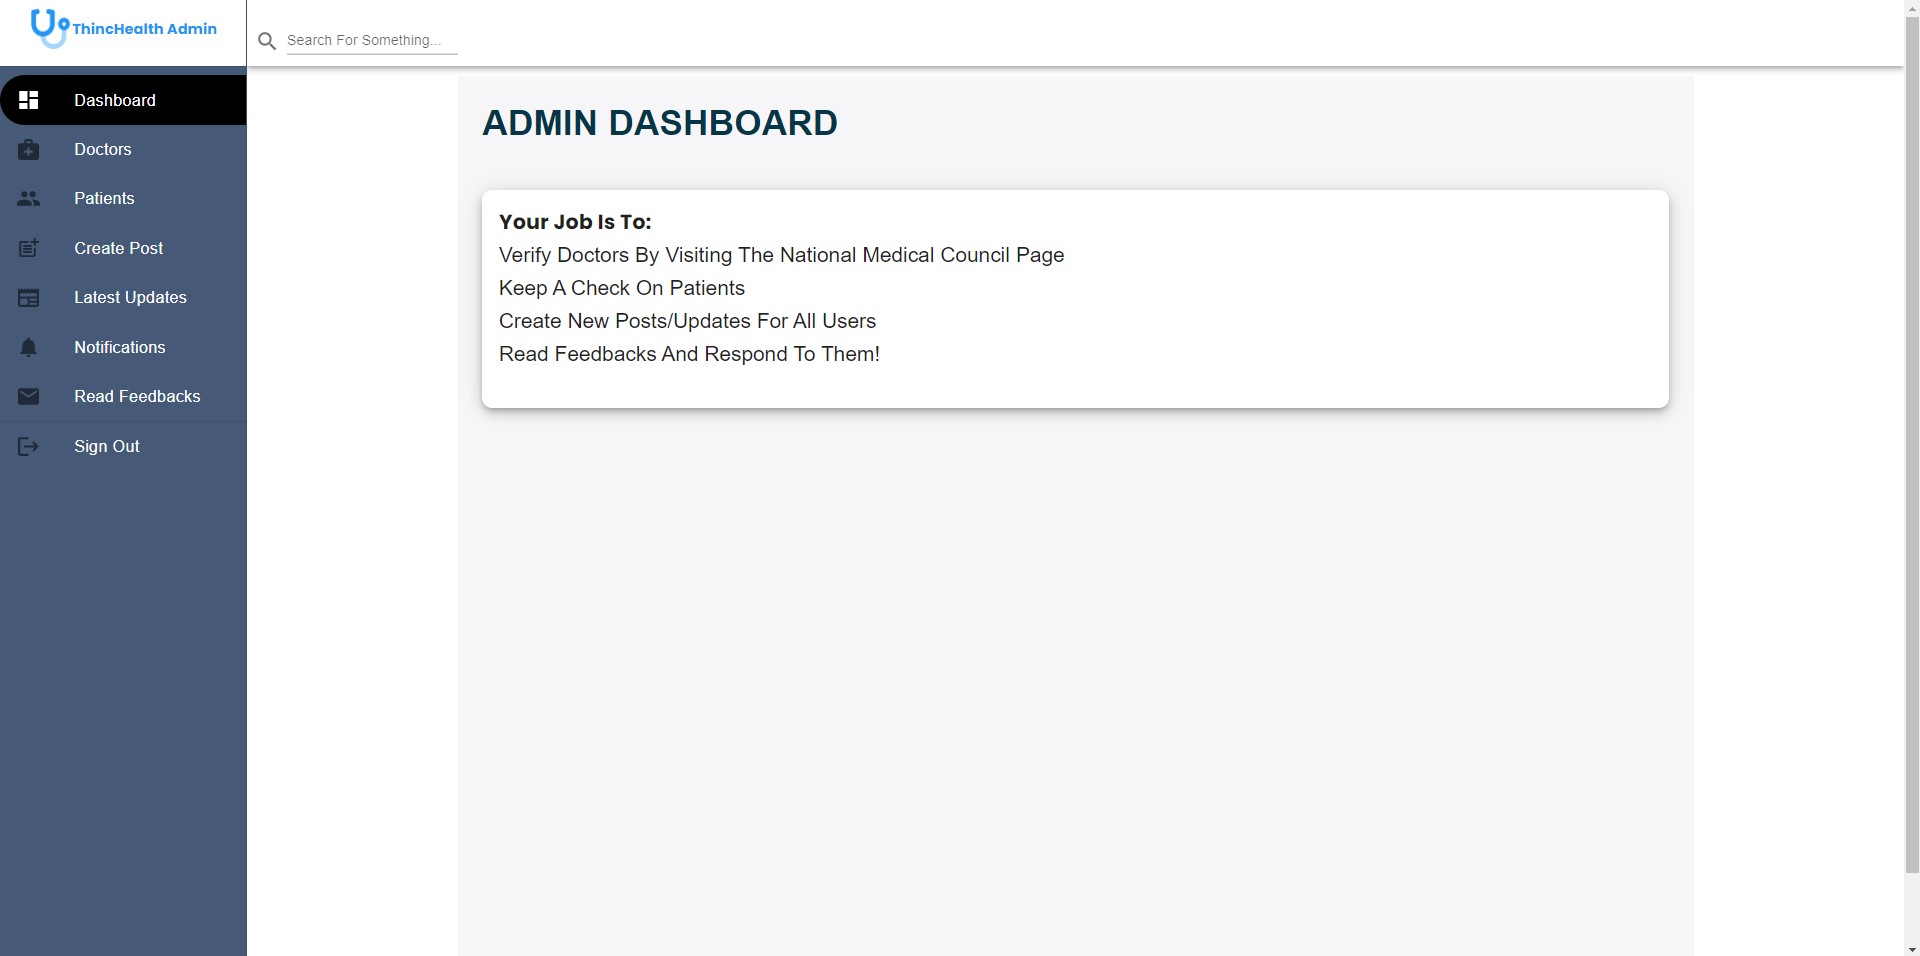 ThincHealth Admin
Search For Something...
Dashboard
Doctors
Patients
Create Post
Latest Updates
Notifications
Read Feedbacks
Sign Out
ADMIN DASHBOARD
Your Job Is To:
Verify Doctors By Visiting The National Medical Council Page
Keep A Check On Patients
Create New Posts/Updates For All Users
Read Feedbacks And Respond To Them!